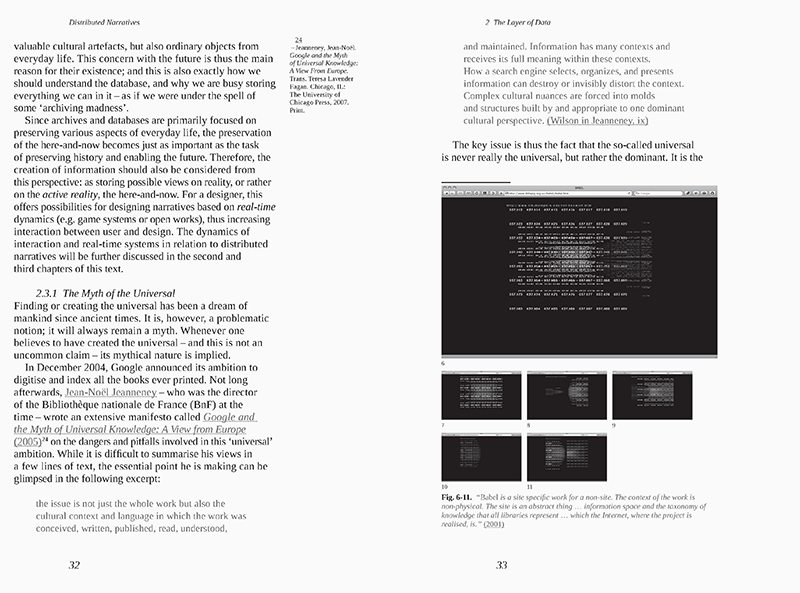 Distributed Narratives
valuable cultural artefacts, but also ordinary objects from
everyday life. This concern with the future is thus the main
reason for their existence; and this is also exactly how we
should understand the database, and why we are busy storing
everything we can in it – as if we were under the spell of
some ‘archiving madness’.
Since archives and databases are primarily focused on
preserving various aspects of everyday life, the preservation
of the here-and-now becomes just as important as the task
of preserving history and enabling the future. Therefore, the
creation of information should also be considered from
this perspective: as storing possible views on reality, or rather
on the active reality, the here-and-now. For a designer, this
offers possibilities for designing narratives based on real-time
dynamics (e.g. game systems or open works), thus increasing
interaction between user and design. The dynamics of
interaction and real-time systems in relation to distributed
narratives will be further discussed in the second and
third chapters of this text.
2.3.1 The Myth of the Universal
Finding or creating the universal has been a dream of
mankind since ancient times. It is, however, a problematic
notion; it will always remain a myth. Whenever one
believes to have created the universal – and this is not an
uncommon claim – its mythical nature is implied.
In December 2004, Google announced its ambition to
digitise and index all the books ever printed. Not long
afterwards, Jean-Noël Jeanneney – who was the director
of the Bibliothèque nationale de France (BnF) at the
time – wrote an extensive manifesto called Google and
the Myth of Universal Knowledge: A View from Europe
(2005)24 on the dangers and pitfalls involved in this ‘universal’
ambition. While it is difficult to summarise his views in
a few lines of text, the essential point he is making can be
glimpsed in the following excerpt:
the issue is not just the whole work but also the
cultural context and language in which the work was
conceived, written, published, read, understood,
32
24
—Jeanneney, Jean-Noël.
Google and the Myth
of Universal Knowledge:
A View From Europe.
Trans. Teresa Lavender
Fagan. Chicago, IL:
The University of
Chicago Press, 2007.
Print.
2 The Layer of Data
and maintained. Information has many contexts and
receives its full meaning within these contexts.
How a search engine selects, organizes, and presents
information can destroy or invisibly distort the context.
Complex cultural nuances are forced into molds
and structures built by and appropriate to one dominant
cultural perspective. (Wilson in Jeanneney, ix)
The key issue is thus the fact that the so-called universal
is never really the universal, but rather the dominant. It is the
6
7
8
9
10
11
Fig. 6-11. “Babel is a site specific work for a non-site. The context of the work is
non-physical. The site is an abstract thing … information space and the taxonomy of
knowledge that all libraries represent … which the Internet, where the project is
realised, is.” (2001)
33